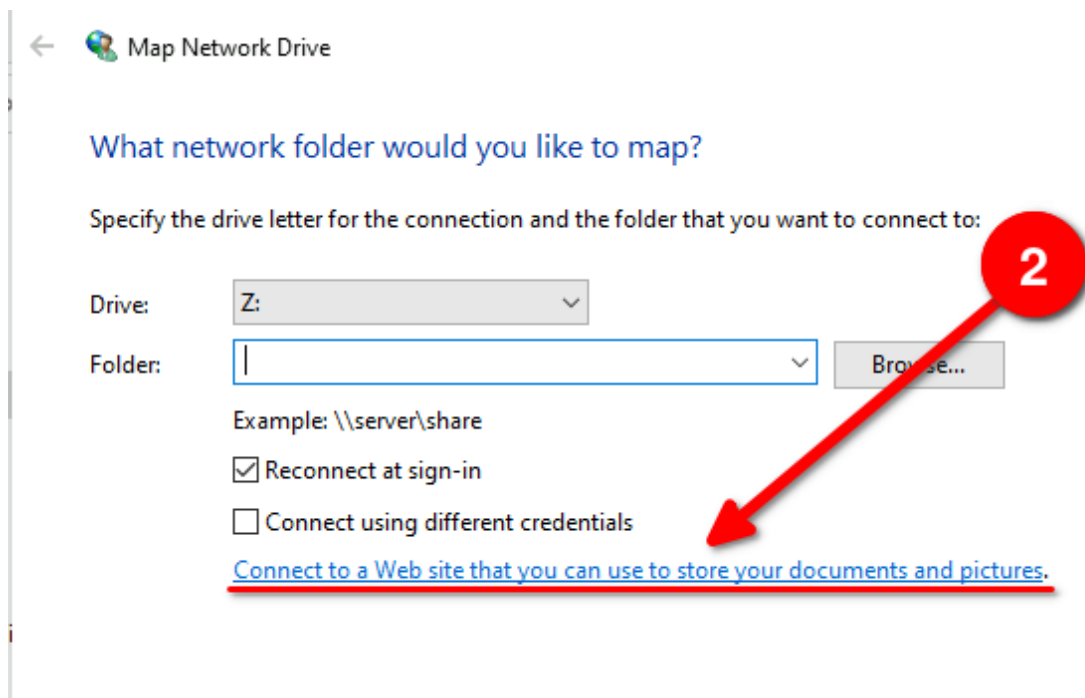 Map Network Drive
What network folder would you like to map?
Specify the drive letter for the connection and the folder that you want to connect to:
2
Drive: Z:
Folder: Browse...
Example: \\server\share
Reconnect at sign-in
Connect using different credentials
Connect to a Web site that you can use to store your documents and pictures.